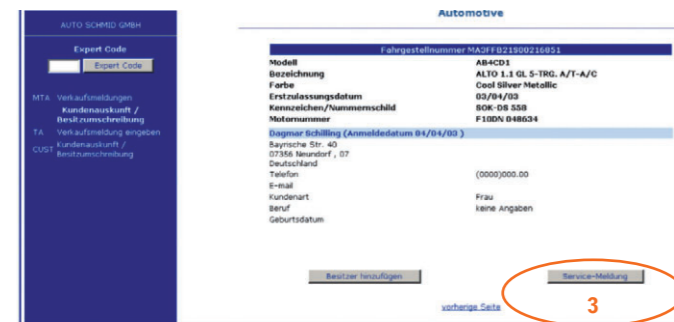 Automotive
AUTO SCHMID GMBH
Expert Code
Expert Code
MTA Verkaufsmeldungen
Kundenauskunft /
Besitzumschreibung
TA Verkaufsmeldung eingeben
CUST Kundenauskunft /
Besitzumschreibung
Fahrgestellnummer MA3FFB21S00216851
Modell AB4CD1
Bezeichnung ALTO 1.1 GL 5-TRG. A/T-A/C
Farbe Cool Silver Metallic
Erstzulassungsdatum 03/04/03
Kennzeichen/Nummernschild SOK-DS 558
Motornummer F10DN 048634
Dagmar Schilling (Anmeldedatum 04/04/03 )
Bayrische Str. 40
07356 Neundorf , 07
Deutschland
Telefon (0000)000.00
E-mail
Kundenart Frau
Beruf keine Angaben
Geburtsdatum
Besitzer hinzufügen
Service-Meldung
vorherige Seite
3